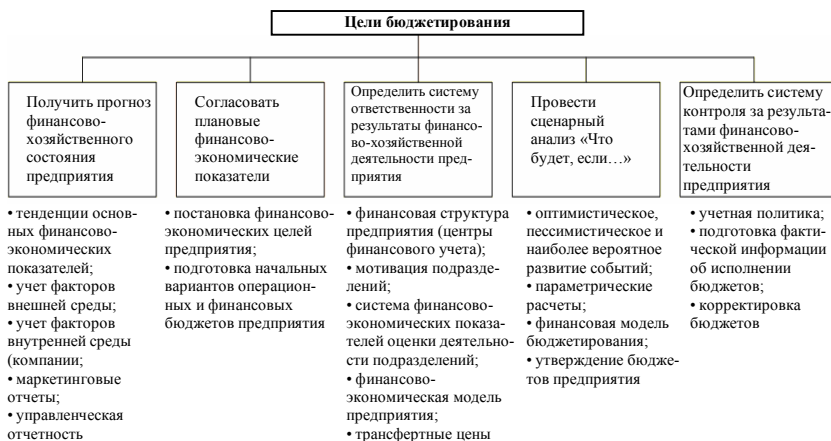 Цели бюджетирования
Получить прогноз
финансово-
хозяйственного
состояния
предприятия
• тенденции основ-
ных финансово-
экономических
показателей;
• учет факторов
внешней среды;
• учет факторов
внутренней среды
(компании;
• маркетинговые
отчеты;
• управленческая
отчетность
Согласовать
плановые
финансово-
экономические
показатели
• постановка финансово-
экономических целей
предприятия;
• подготовка начальных
вариантов операцион-
ных и финансовых
бюджетов предприятия
Определить систему
ответственности за
результаты финансо-
во-хозяйственной
деятельности пред-
приятия
• финансовая структура
предприятия (центры
финансового учета);
• мотивация подразде-
лений;
• система финансово-
экономических показа-
телей оценки деятельно-
сти подразделений;
• финансово-
экономическая модель
предприятия;
• трансфертные цены
Провести
сценарный
анализ «Что
будет, если…»
• оптимистическое,
пессимистическое и
наиболее вероятное
развитие событий;
• параметрические
расчеты;
• финансовая модель
бюджетирования;
• утверждение бюдже-
тов предприятия
Определить систему
контроля за результа-
тами финансово-
хозяйственной дея-
тельности
предприятия
• учетная политика;
• подготовка факти-
ческой информации
об исполнении
бюджетов;
• корректировка
бюджетов